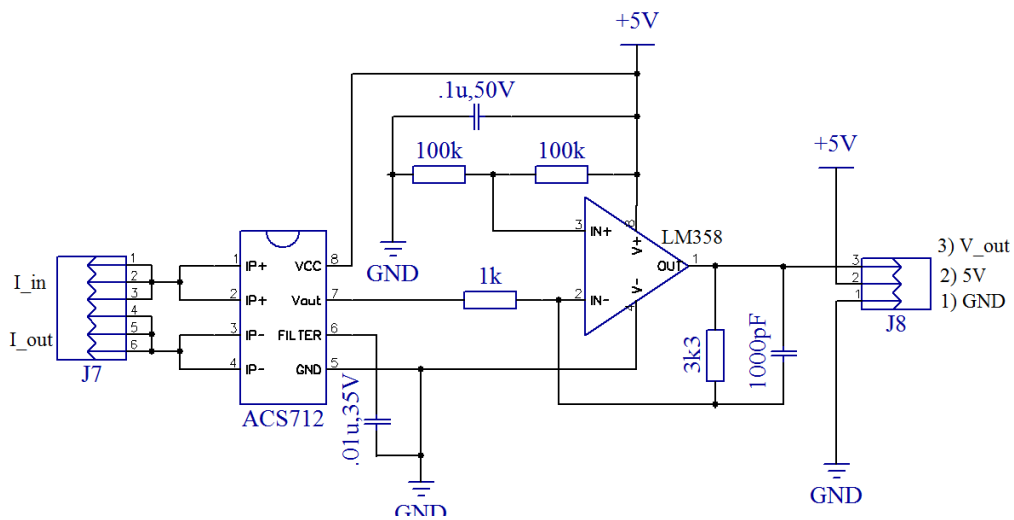 +5V
.1u,50V
100k
100k
+5V
GND
3
IN+
8
V+
LM358
OUT
1
V-
4
2
IN-
1k
3k3
1000pF
I_in
I_out
1
2
3
4
5
6
J7
1
IP+
2
IP+
3
IP-
4
IP-
VCC
8
Vout
7
FILTER
6
GND
5
ACS712
.01u,35V
GND
3
2
1
J8
3) V_out
2) 5V
1) GND
GND